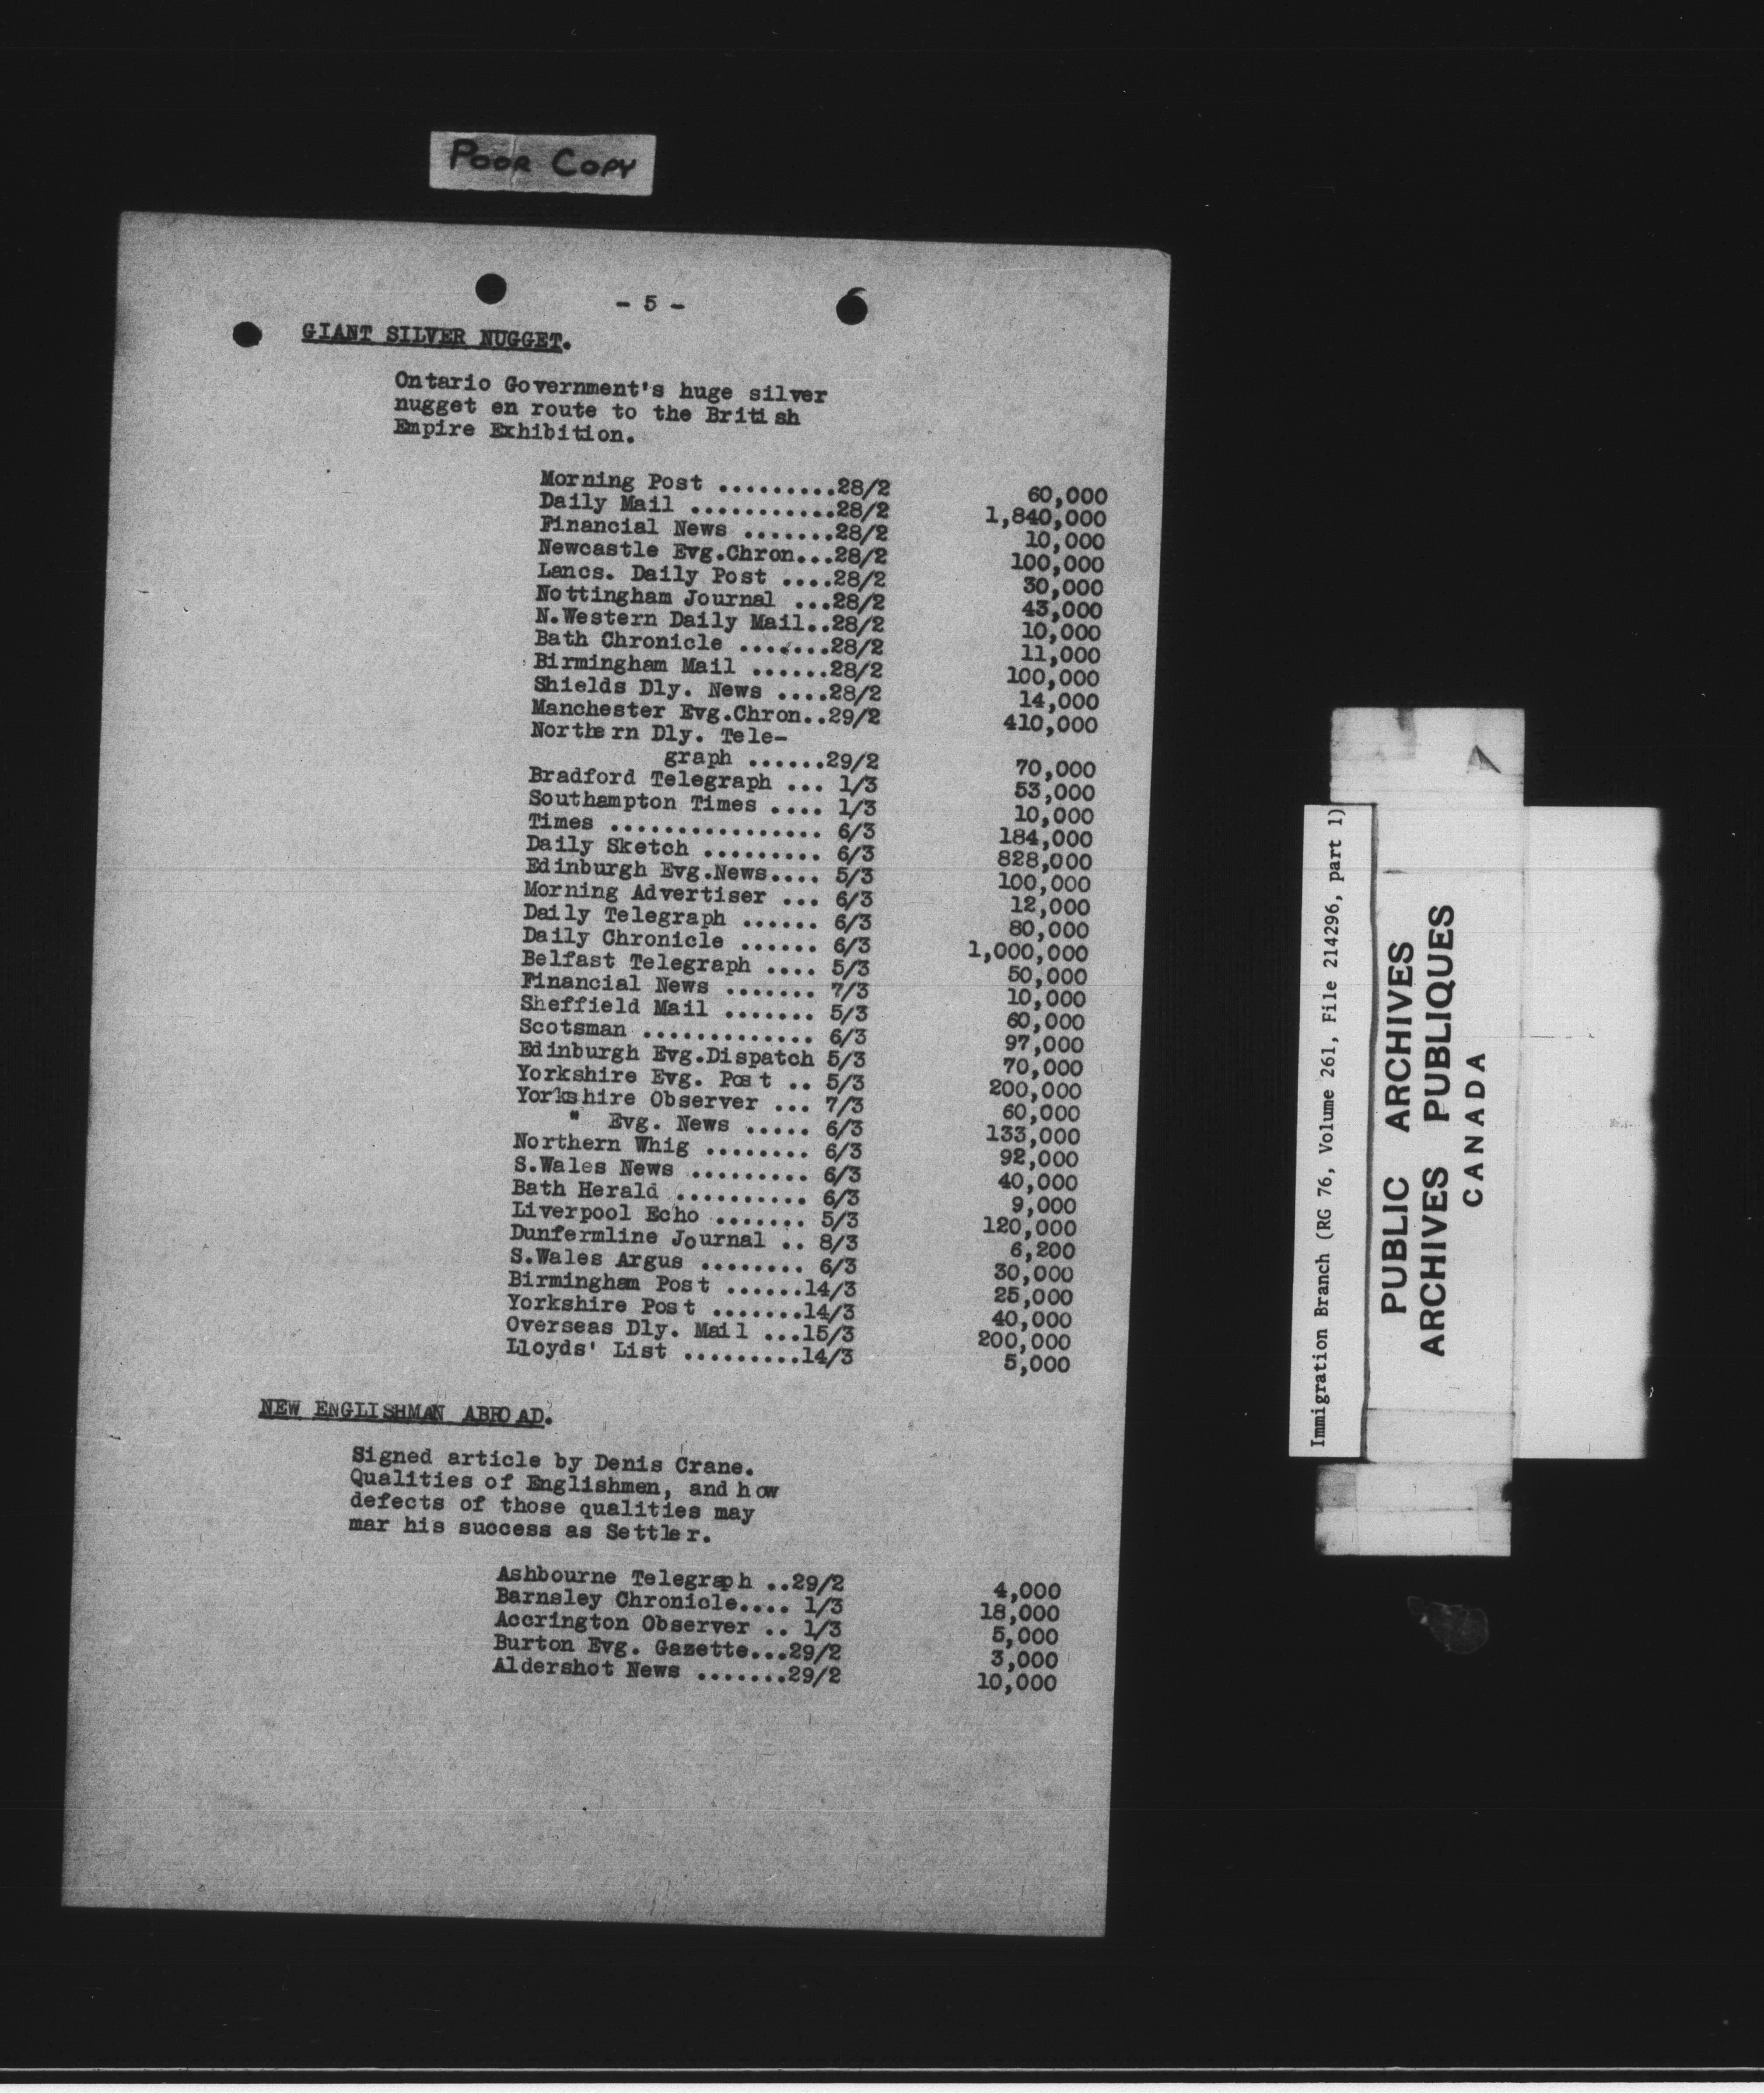 POOR COPY
- 5 -
GIANT SILVER NUGGET.
Ontario Government's huge silver
nugget en route to the British
Empire Exhibition.
Morning Post .........28/2 60,000
Daily Mail ...........28/2 1,840,000
Financial News .......28/2 10,000
Newcastle Evg.Chron...28/2 100,000
Lancs. Daily Post ....28/2 30,000
Nottingham Journal ...28/2 43,000
N.Western Daily Mail..28/2 10,000
Bath Chronicle .......28/2 11,000
Birmingham Mail ......28/2 100,000
Shields Dly. News ....28/2 14,000
Manchester Evg.Chron..29/2 410,000
Northern Dly. Tele-
graph ......29/2 70,000
Bradford Telegraph ... 1/3 53,000
Southampton Times .... 1/3 10,000
Times ................ 6/3 184,000
Daily Sketch ......... 6/3 828,000
Edinburgh Evg.News.... 5/3 100,000
Morning Advertiser ... 6/3 12,000
Daily Telegraph ...... 6/3 80,000
Daily Chronicle ...... 6/3 1,000,000
Belfast Telegraph .... 5/3 50,000
Financial News ....... 7/3 10,000
Sheffield Mail ....... 5/3 60,000
Scotsman ............. 6/3 97,000
Edinburgh Evg.Dispatch 5/3 70,000
Yorkshire Evg. Post .. 5/3 200,000
Yorkshire Observer ... 7/3 60,000
" Evg. News ..... 6/3 133,000
Northern Whig ........ 6/3 92,000
S.Wales News ......... 6/3 40,000
Bath Herald .......... 6/3 9,000
Liverpool Echo ....... 5/3 120,000
Dunfermline Journal .. 8/3 6,200
S.Wales Argus ........ 6/3 30,000
Birmingham Post ......14/3 25,000
Yorkshire Post .......14/3 40,000
Overseas Dly. Mail ...15/3 200,000
Lloyds' List .........14/3 5,000
NEW ENGLISHMAN ABROAD.
Signed article by Denis Crane.
Qualities of Englishmen, and how
defects of those qualities may
mar his success as Settler.
Ashbourne Telegraph ..29/2 4,000
Barnsley Chronicle.... 1/3 18,000
Accrington Observer .. 1/3 5,000
Burton Evg. Gazette...29/2 3,000
Aldershot News .......29/2 10,000
Immigration Branch (RG 76, Volume 261, File 214296, part 1)
PUBLIC ARCHIVES
ARCHIVES PUBLIQUES
CANADA